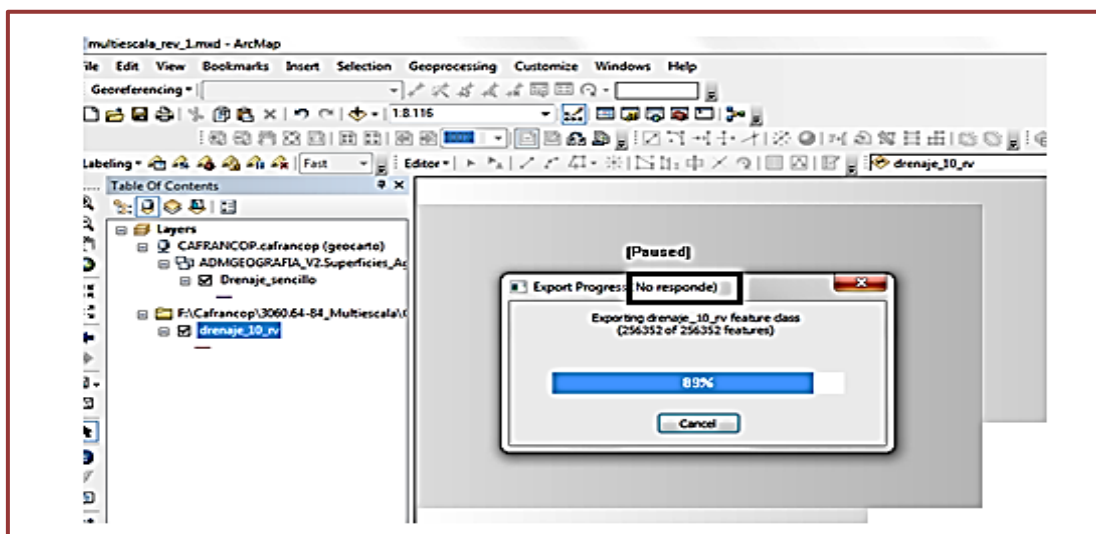 multiescala_rev_1.mxd - ArcMap
File Edit View Bookmarks Insert Selection Geoprocessing Customize Windows Help
Georeferencing
1:8.116
Labeling Fast Editor drenaje_10_rv
Table Of Contents
Layers
CAFRANCOP.cafrancop (geocarto)
ADMGEOGRAFIA_V2.Superficies_Ag
Drenaje_sencillo
F:\Cafrancop\3060.64-84_Multiescala\
drenaje_10_rv
[Paused]
Export Progress (No responde)
Exporting drenaje_10_rv feature class
(256352 of 256352 features)
89%
Cancel